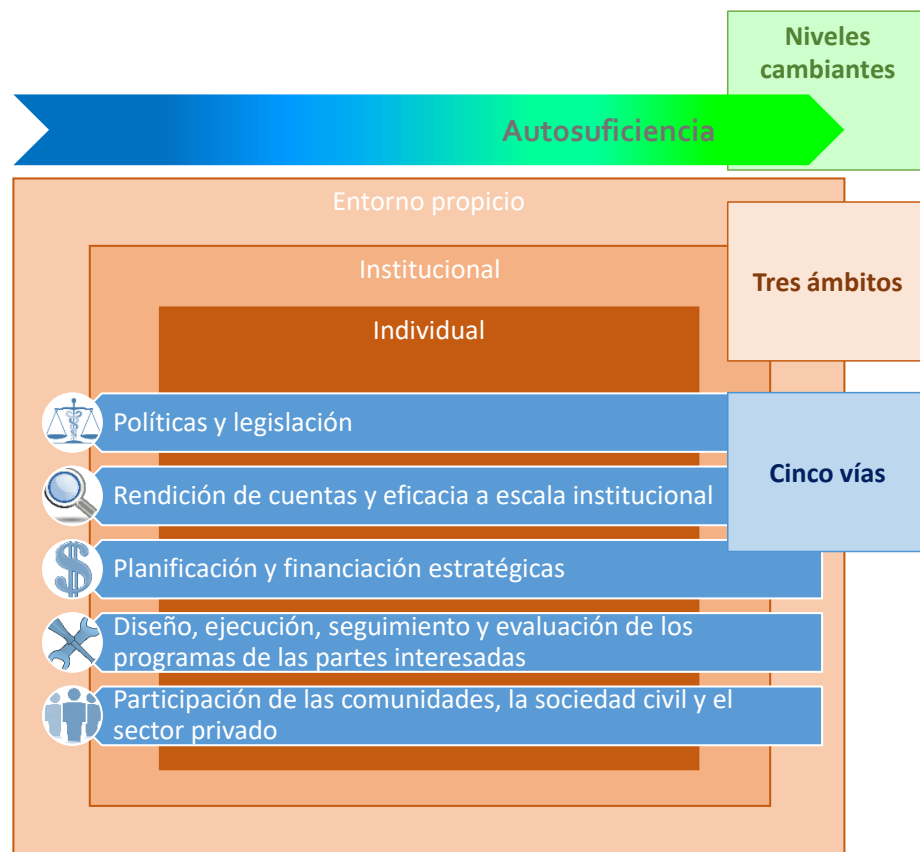 Niveles
cambiantes
Autosuficiencia
Entorno propicio
Institucional
Tres ámbitos
Individual
Políticas y legislación
Cinco vías
Rendición de cuentas y eficacia a escala institucional
Planificación y financiación estratégicas
Diseño, ejecución, seguimiento y evaluación de los
programas de las partes interesadas
Participación de las comunidades, la sociedad civil y el
sector privado